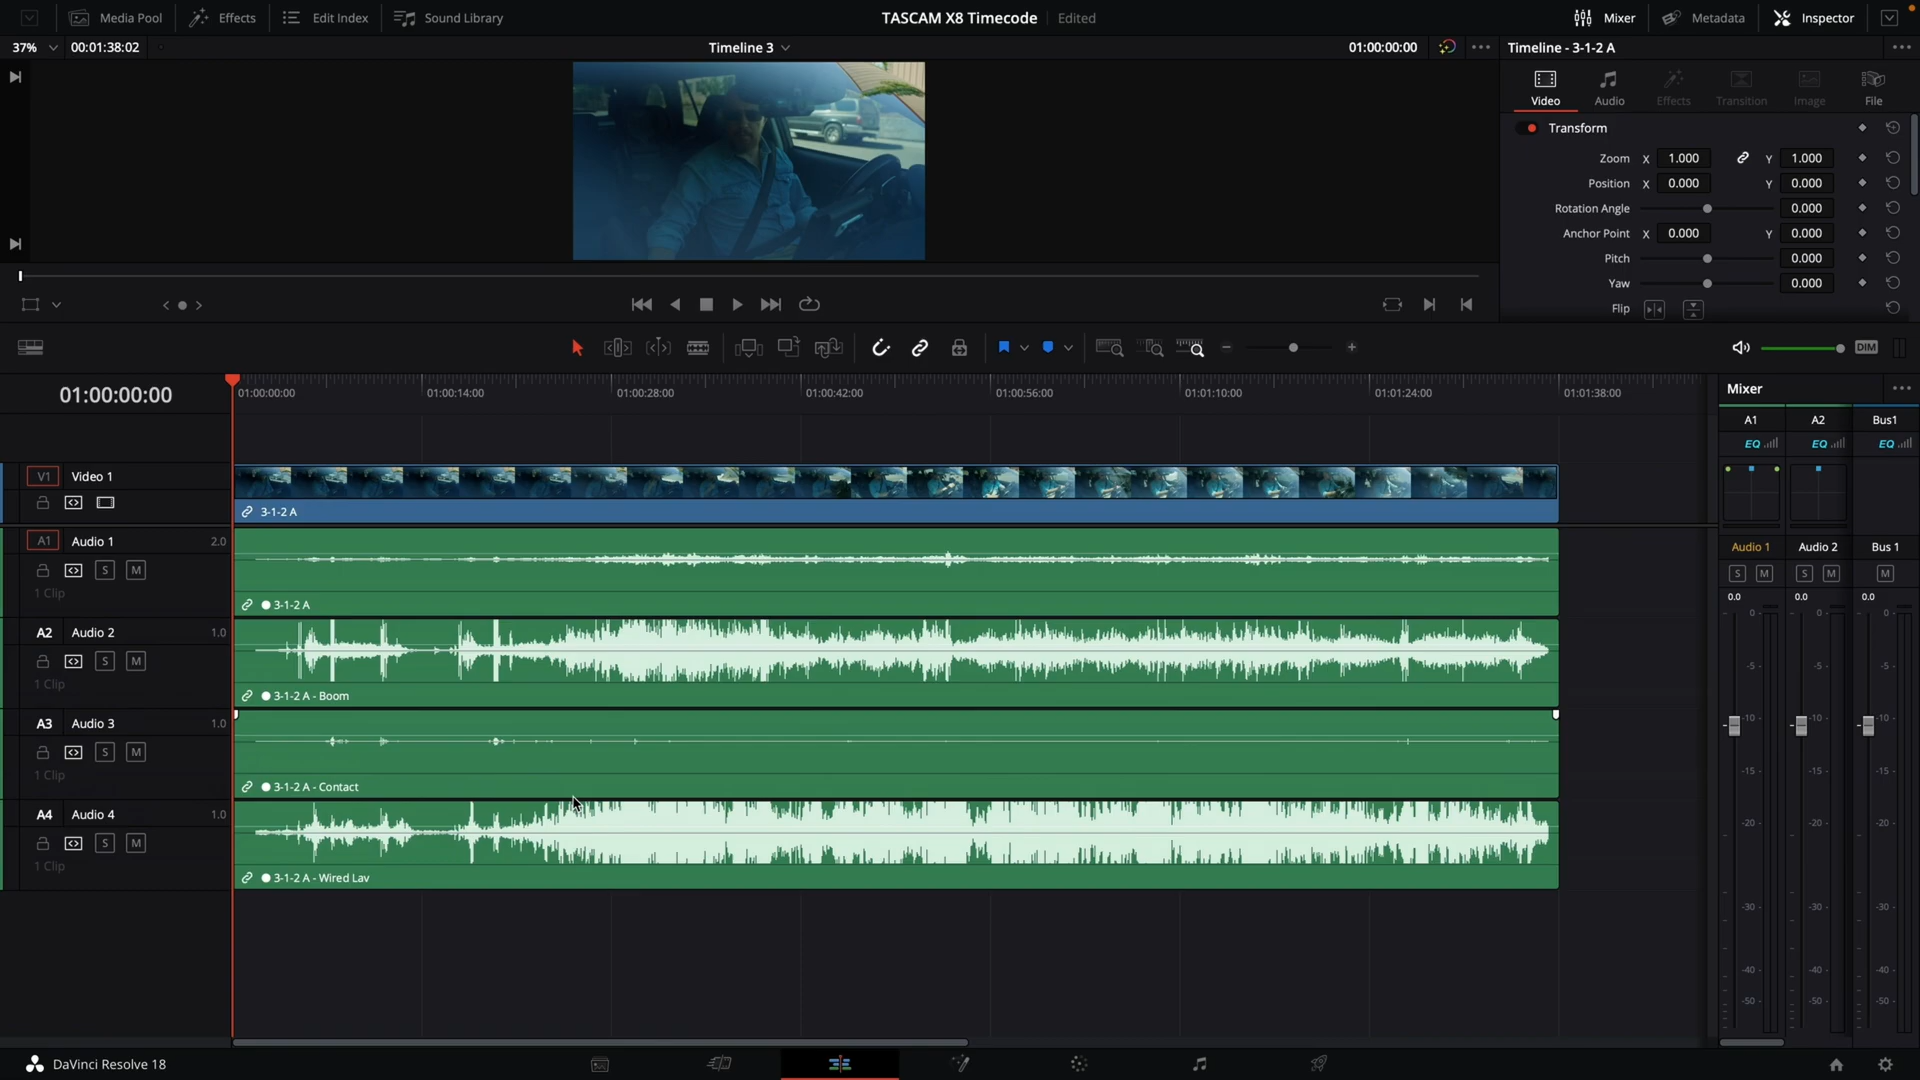 Media Pool Effects Edit Index Sound Library TASCAM X8 Timecode Edited Mixer Metadata Inspector
37% 00:01:38:02 Timeline 3 01:00:00:00 Timeline - 3-1-2 A
Video Audio Effects Transition Image File
Transform
Zoom X 1.000 Y 1.000
Position X 0.000 Y 0.000
Rotation Angle 0.000
Anchor Point X 0.000 Y 0.000
Pitch 0.000
Yaw 0.000
Flip
DIM
01:00:00:00 01:00:00:00 01:00:14:00 01:00:28:00 01:00:42:00 01:00:56:00 01:01:10:00 01:01:24:00 01:01:38:00
Mixer
A1 A2 Bus1
EQ EQ EQ
V1 Video 1
3-1-2 A
A1 Audio 1 2.0
S M
1 Clip
3-1-2 A
A2 Audio 2 1.0
S M
1 Clip
3-1-2 A - Boom
A3 Audio 3 1.0
S M
1 Clip
3-1-2 A - Contact
A4 Audio 4 1.0
S M
1 Clip
3-1-2 A - Wired Lav
Audio 1 Audio 2 Bus 1
S M S M M
0.0 0.0 0.0
0 0 0
-5 -5 -5
-10 -10 -10
-15 -15 -15
-20 -20 -20
-30 -30 -30
-40 -40 -40
-50 -50 -50
DaVinci Resolve 18